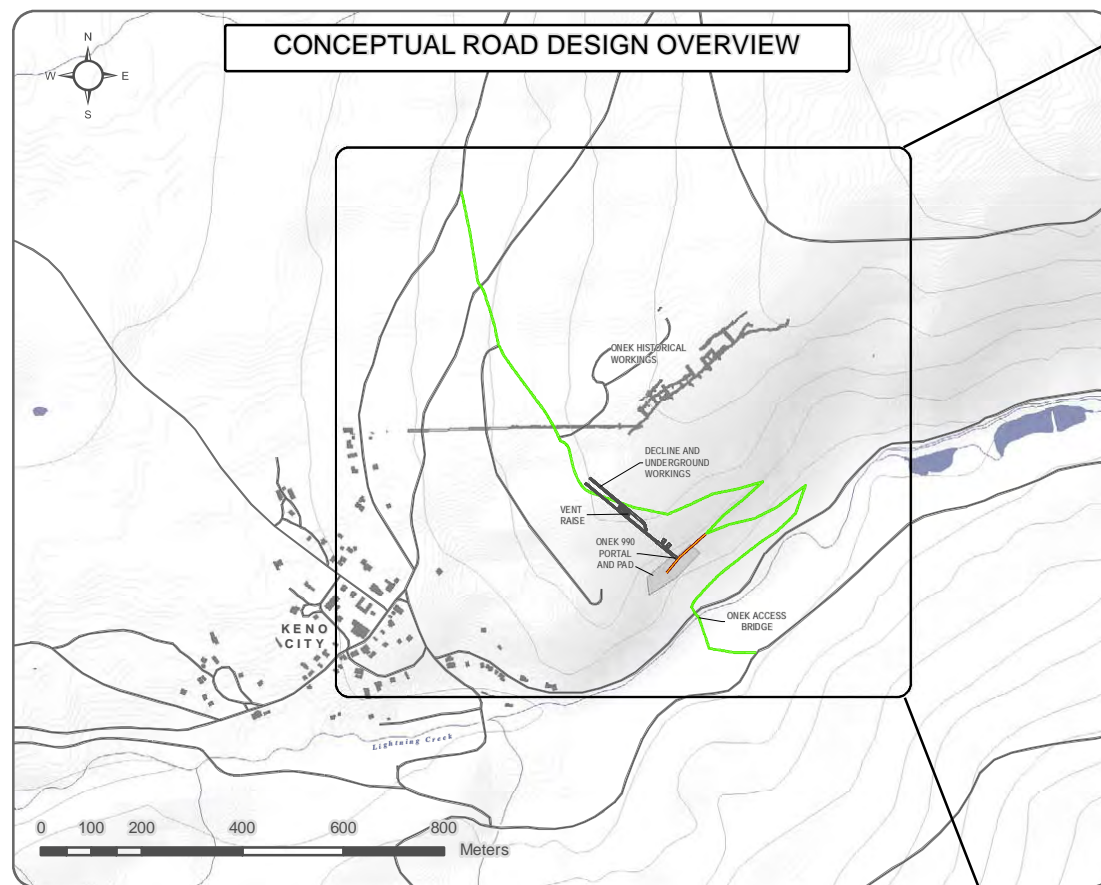 CONCEPTUAL ROAD DESIGN OVERVIEW
N
W E
S
ONEK HISTORICAL
WORKINGS
DECLINE AND
UNDERGROUND
WORKINGS
VENT
RAISE
ONEK 990
PORTAL
AND PAD
ONEK ACCESS
BRIDGE
KENO
CITY
Lightning Creek
0 100 200 400 600 800
Meters